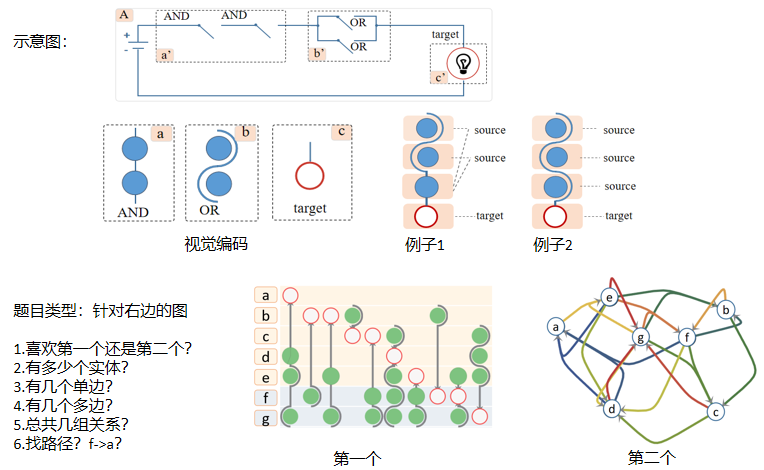 示意图：
A
AND
AND
OR
OR
target
+
-
a'
b'
c'
a
b
c
AND
OR
target
source
source
target
source
source
source
target
视觉编码
例子1
例子2
题目类型：针对右边的图
1.喜欢第一个还是第二个？
2.有多少个实体？
3.有几个单边？
4.有几个多边？
5.总共几组关系？
6.找路径？f->a?
a
b
c
d
e
f
g
第一个
e
b
a
g
f
d
c
第二个